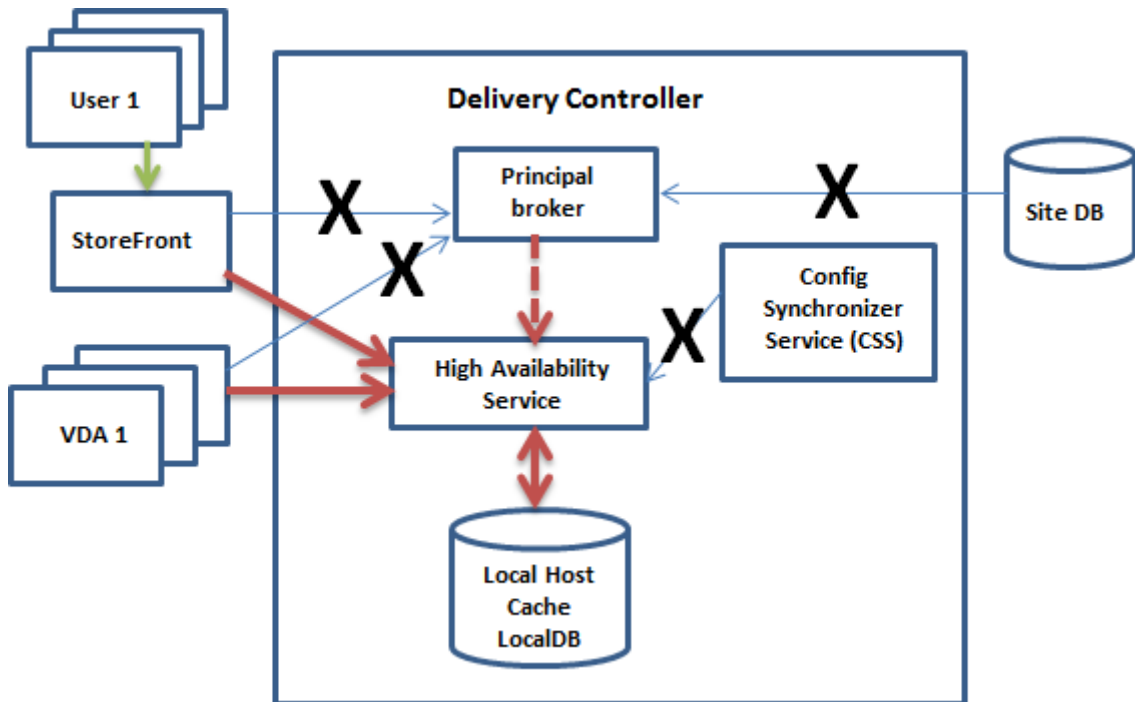 User 1
Delivery Controller
Principal
broker
X
X
StoreFront
Site DB
X
Config
Synchronizer
Service (CSS)
X
High Availability
Service
VDA 1
Local Host
Cache
LocalDB